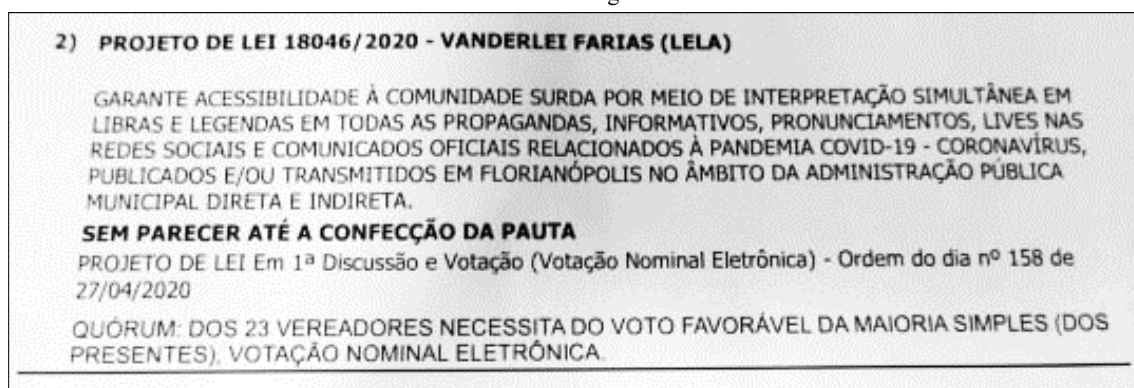 2) PROJETO DE LEI 18046/2020 - VANDERLEI FARIAS (LELA)
GARANTE ACESSIBILIDADE À COMUNIDADE SURDA POR MEIO DE INTERPRETAÇÃO SIMULTÂNEA EM
LIBRAS E LEGENDAS EM TODAS AS PROPAGANDAS, INFORMATIVOS, PRONUNCIAMENTOS, LIVES NAS
REDES SOCIAIS E COMUNICADOS OFICIAIS RELACIONADOS À PANDEMIA COVID-19 - CORONAVÍRUS,
PUBLICADOS E/OU TRANSMITIDOS EM FLORIANÓPOLIS NO ÂMBITO DA ADMINISTRAÇÃO PÚBLICA
MUNICIPAL DIRETA E INDIRETA.
SEM PARECER ATÉ A CONFECÇÃO DA PAUTA
PROJETO DE LEI Em 1ª Discussão e Votação (Votação Nominal Eletrônica) - Ordem do dia nº 158 de
27/04/2020
QUÓRUM: DOS 23 VEREADORES NECESSITA DO VOTO FAVORÁVEL DA MAIORIA SIMPLES (DOS
PRESENTES), VOTAÇÃO NOMINAL ELETRÔNICA.